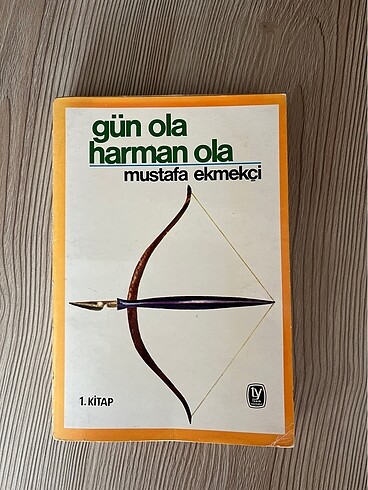 gün ola
harman ola
mustafa ekmekçi
1. KİTAP